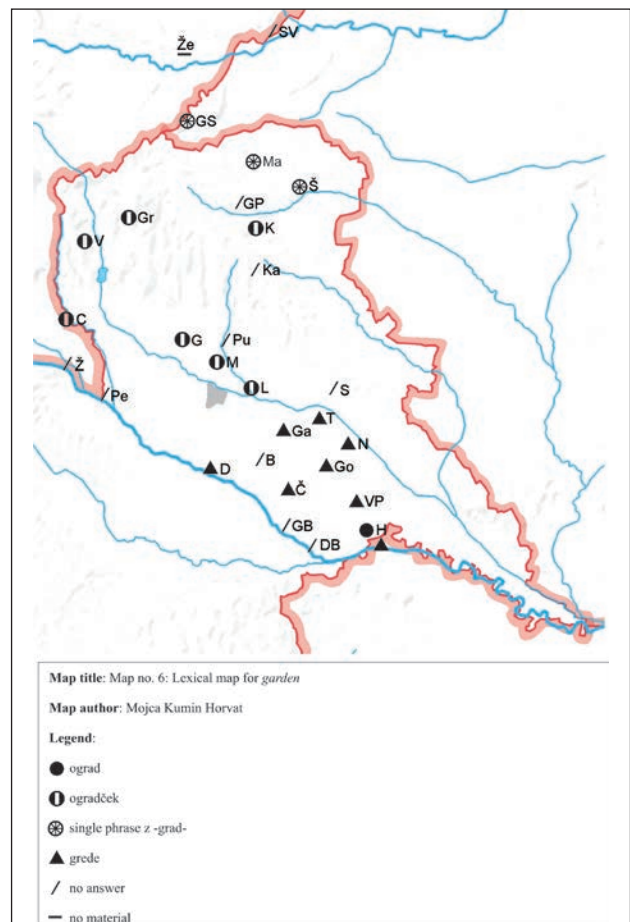 SV
Že
GS
Ma
Š
GP
Gr
K
V
Ka
C
G
Pu
Ž
M
Pe
L
S
T
Ga
N
B
D
Go
Č
VP
GB
H
DB
Map title: Map no. 6: Lexical map for garden
Map author: Mojca Kumin Horvat
Legend:
ograd
ogradček
single phrase z -grad-
grede
/ no answer
– no material